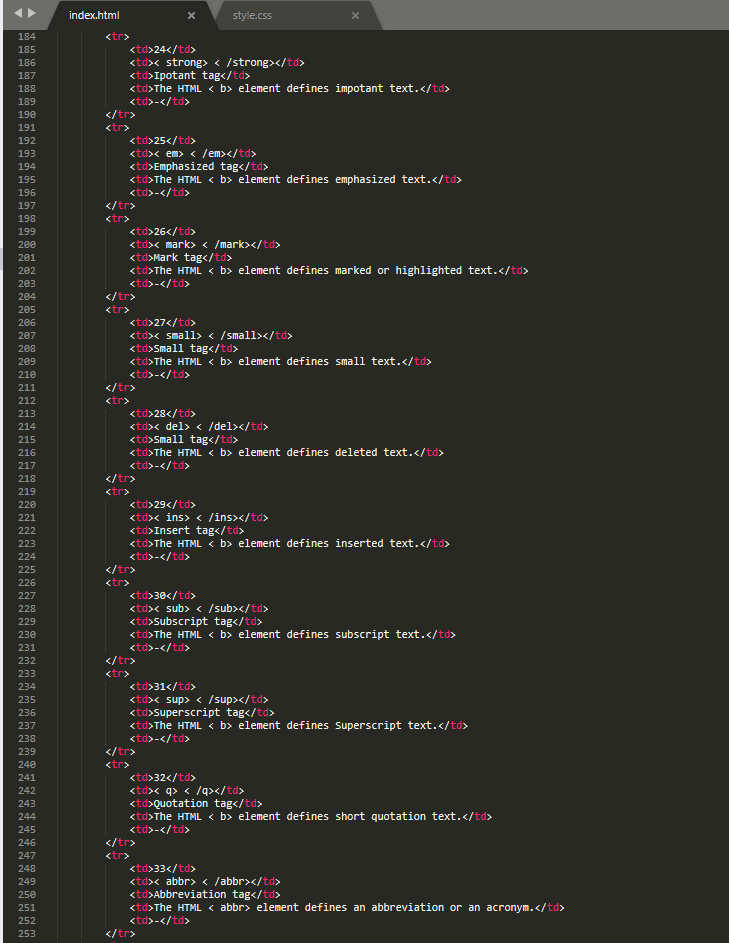 index.html × style.css ×
184 <tr>
185 <td>24</td>
186 <td>< strong> < /strong></td>
187 <td>Ipotant tag</td>
188 <td>The HTML < b> element defines impotant text.</td>
189 <td>-</td>
190 </tr>
191 <tr>
192 <td>25</td>
193 <td>< em> < /em></td>
194 <td>Emphasized tag</td>
195 <td>The HTML < b> element defines emphasized text.</td>
196 <td>-</td>
197 </tr>
198 <tr>
199 <td>26</td>
200 <td>< mark> < /mark></td>
201 <td>Mark tag</td>
202 <td>The HTML < b> element defines marked or highlighted text.</td>
203 <td>-</td>
204 </tr>
205 <tr>
206 <td>27</td>
207 <td>< small> < /small></td>
208 <td>Small tag</td>
209 <td>The HTML < b> element defines small text.</td>
210 <td>-</td>
211 </tr>
212 <tr>
213 <td>28</td>
214 <td>< del> < /del></td>
215 <td>Small tag</td>
216 <td>The HTML < b> element defines deleted text.</td>
217 <td>-</td>
218 </tr>
219 <tr>
220 <td>29</td>
221 <td>< ins> < /ins></td>
222 <td>Insert tag</td>
223 <td>The HTML < b> element defines inserted text.</td>
224 <td>-</td>
225 </tr>
226 <tr>
227 <td>30</td>
228 <td>< sub> < /sub></td>
229 <td>Subscript tag</td>
230 <td>The HTML < b> element defines subscript text.</td>
231 <td>-</td>
232 </tr>
233 <tr>
234 <td>31</td>
235 <td>< sup> < /sup></td>
236 <td>Superscript tag</td>
237 <td>The HTML < b> element defines Superscript text.</td>
238 <td>-</td>
239 </tr>
240 <tr>
241 <td>32</td>
242 <td>< q> < /q></td>
243 <td>Quotation tag</td>
244 <td>The HTML < b> element defines short quotation text.</td>
245 <td>-</td>
246 </tr>
247 <tr>
248 <td>33</td>
249 <td>< abbr> < /abbr></td>
250 <td>Abbreviation tag</td>
251 <td>The HTML < abbr> element defines an abbreviation or an acronym.</td>
252 <td>-</td>
253 </tr>